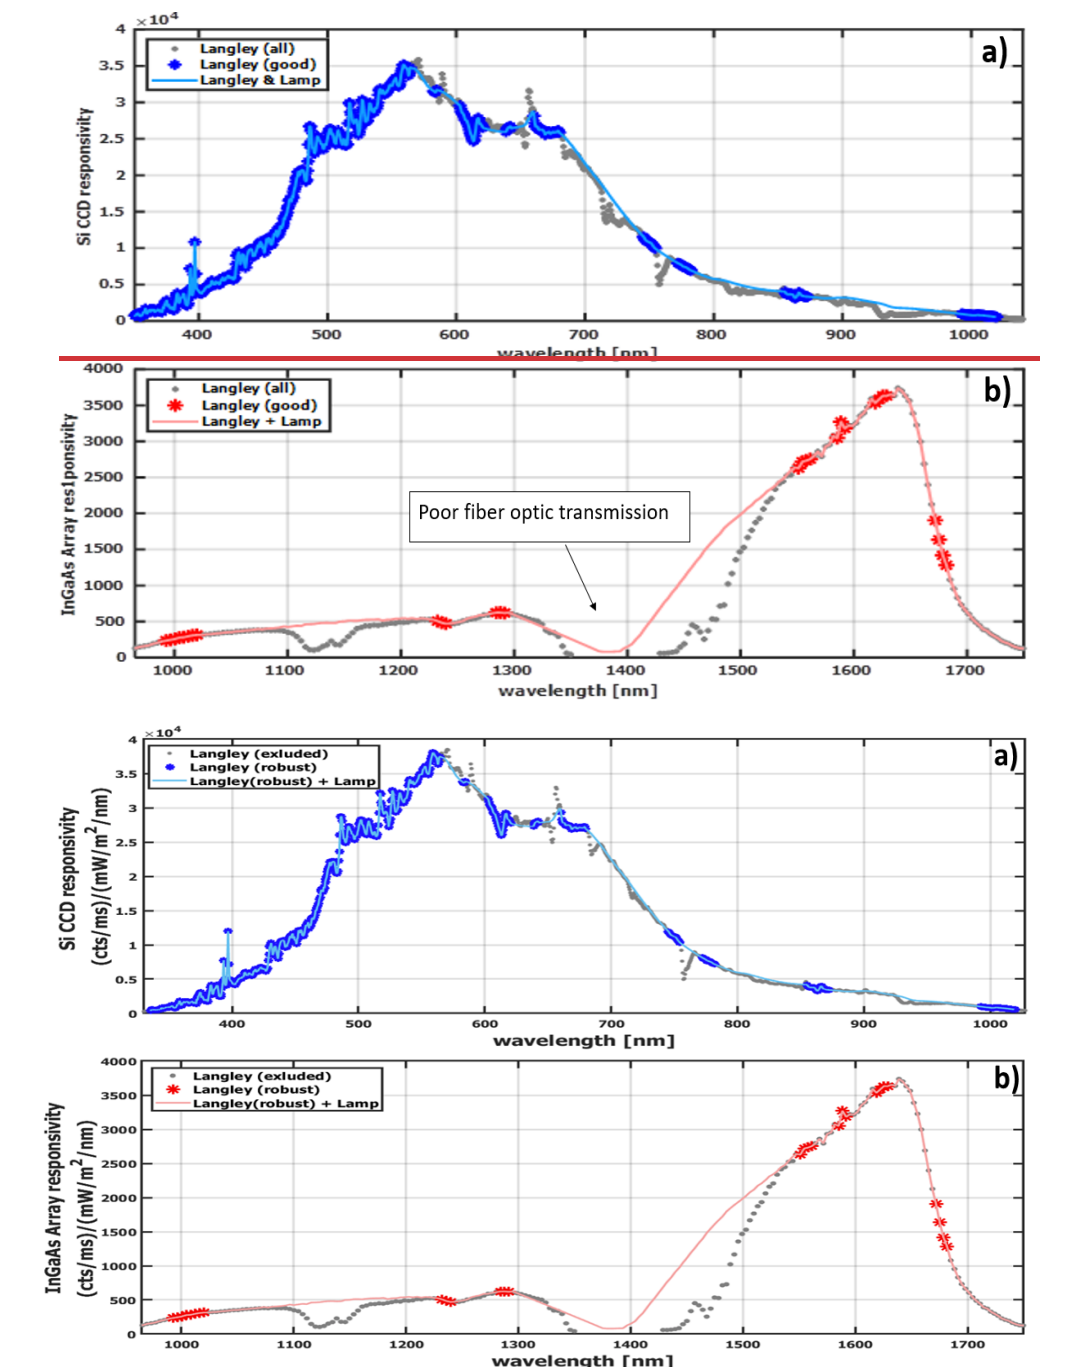 ×10⁴
4
3.5
3
2.5
2
1.5
1
0.5
0
Si CCD responsivity
Langley (all)
Langley (good)
Langley & Lamp
a)
400 500 600 700 800 900 1000
wavelength [nm]
4000
3500
3000
2500
2000
1500
1000
500
0
InGaAs Array res1ponsivity
Langley (all)
Langley (good)
Langley + Lamp
b)
Poor fiber optic transmission
1000 1100 1200 1300 1400 1500 1600 1700
wavelength [nm]
×10⁴
4
3.5
3
2.5
2
1.5
1
0.5
0
Si CCD responsivity
(cts/ms)/(mW/m²/nm)
Langley (exluded)
Langley (robust)
Langley(robust) + Lamp
a)
400 500 600 700 800 900 1000
wavelength [nm]
4000
3500
3000
2500
2000
1500
1000
500
0
InGaAs Array responsivity
(cts/ms)/(mW/m²/nm)
Langley (exluded)
Langley (robust)
Langley(robust) + Lamp
b)
1000 1100 1200 1300 1400 1500 1600 1700
wavelength [nm]